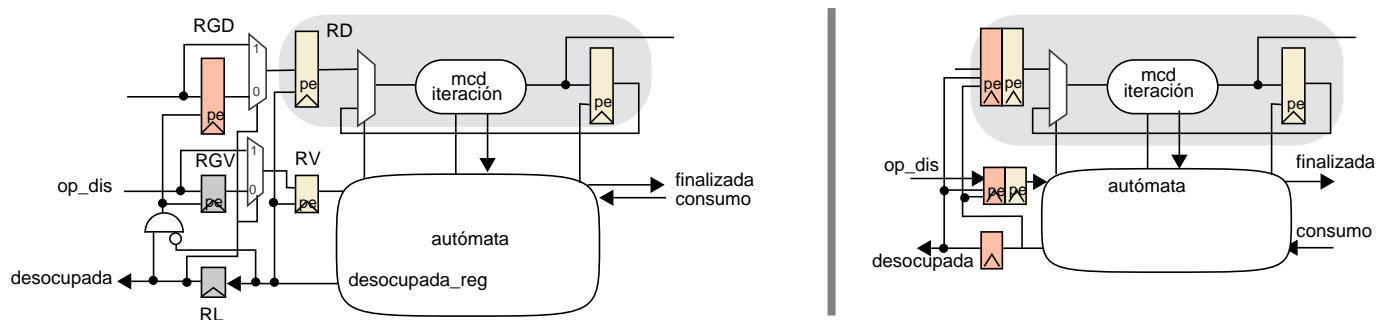 RGD
RD
1
0
pe
pe
mcd
iteración
pe
RGV
RV
op_dis
1
0
pe
pe
finalizada
consumo
autómata
desocupada
desocupada_reg
RL
pe
pe
mcd
iteración
pe
op_dis
pe
pe
autómata
finalizada
consumo
desocupada